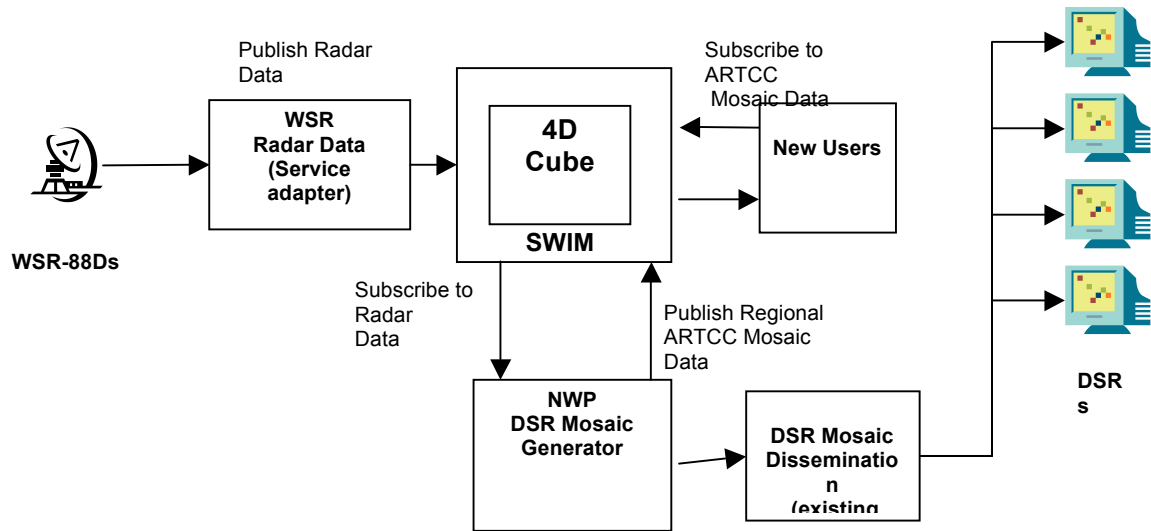 Publish Radar
Data
Subscribe to
ARTCC
Mosaic Data
WSR
Radar Data
(Service
adapter)
4D
Cube
SWIM
New Users
WSR-88Ds
Subscribe to
Radar
Data
Publish Regional
ARTCC Mosaic
Data
NWP
DSR Mosaic
Generator
DSR Mosaic
Disseminatio
n
(existing
DSR
s